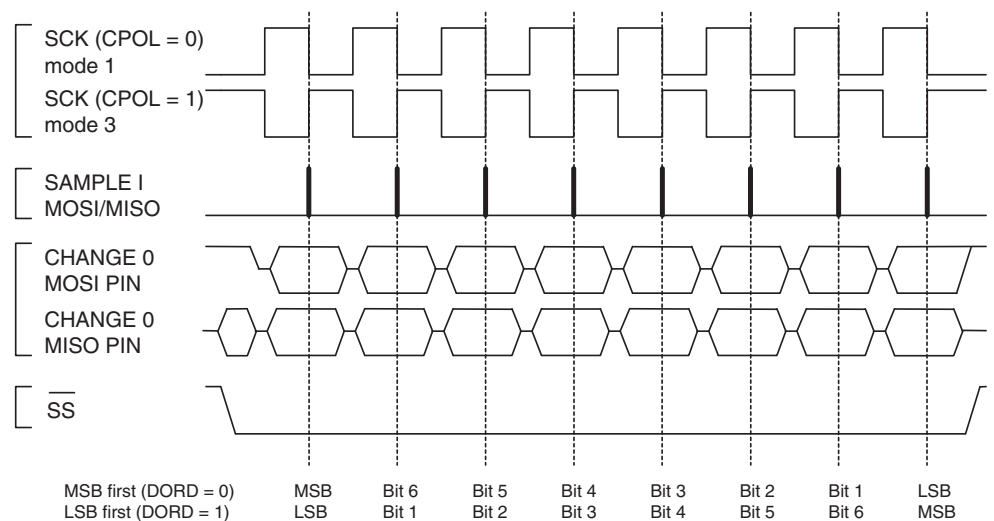 SCK (CPOL = 0)
mode 1
SCK (CPOL = 1)
mode 3
SAMPLE I
MOSI/MISO
CHANGE 0
MOSI PIN
CHANGE 0
MISO PIN
SS
MSB first (DORD = 0) MSB Bit 6 Bit 5 Bit 4 Bit 3 Bit 2 Bit 1 LSB
LSB first (DORD = 1) LSB Bit 1 Bit 2 Bit 3 Bit 4 Bit 5 Bit 6 MSB